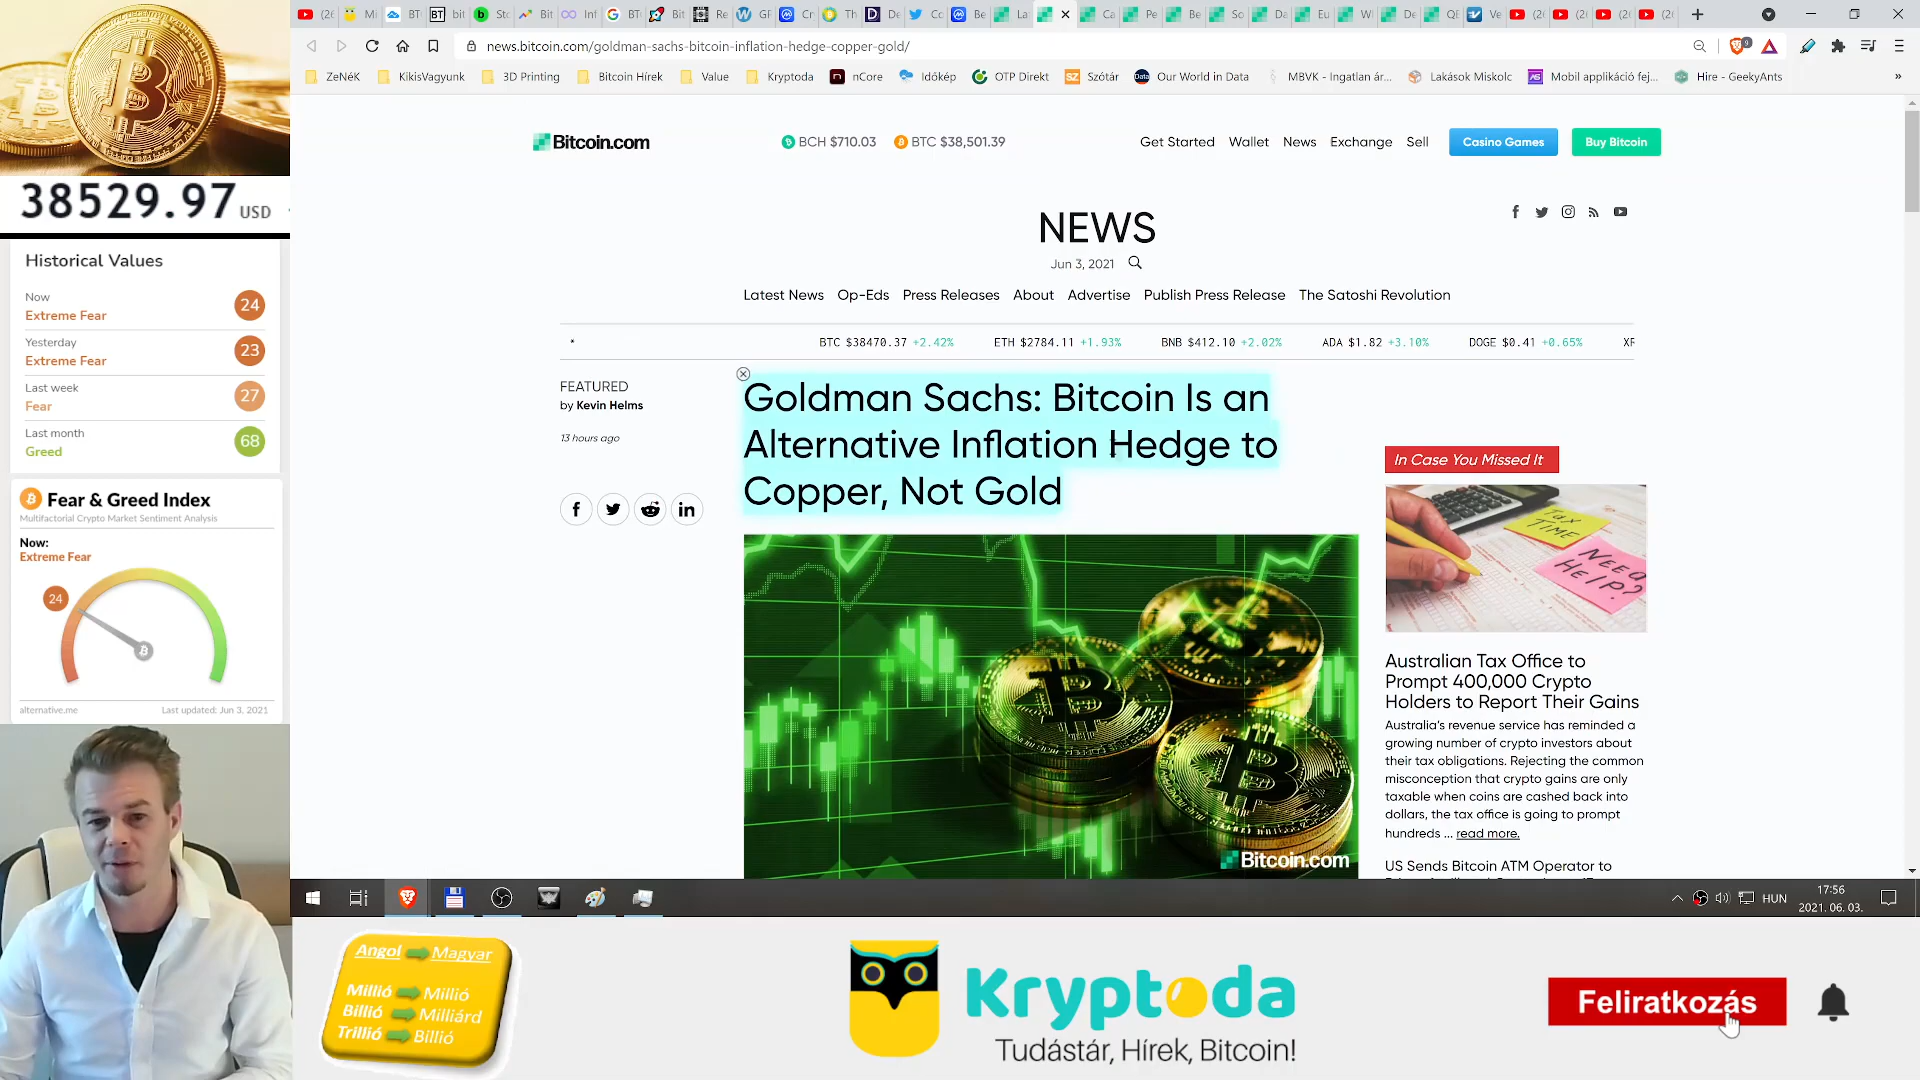 38529.97 USD
Historical Values
Now
Extreme Fear
24
Yesterday
Extreme Fear
23
Last week
Fear
27
Last month
Greed
68
Fear & Greed Index
Multifactorial Crypto Market Sentiment Analysis
Now:
Extreme Fear
24
alternative.me
Last updated: Jun 3, 2021
news.bitcoin.com/goldman-sachs-bitcoin-inflation-hedge-copper-gold/
ZeNéK
KikisVagyunk
3D Printing
Bitcoin Hírek
Value
Kryptoda
nCore
Időkép
OTP Direkt
Szótár
Our World in Data
MBVK - Ingatlan ár...
Lakások Miskolc
Mobil applikáció fej...
Hire - GeekyAnts
Bitcoin.com
BCH $710.03
BTC $38,501.39
Get Started
Wallet
News
Exchange
Sell
Casino Games
Buy Bitcoin
NEWS
Jun 3, 2021
Latest News
Op-Eds
Press Releases
About
Advertise
Publish Press Release
The Satoshi Revolution
BTC $38470.37 +2.42%
ETH $2784.11 +1.93%
BNB $412.10 +2.02%
ADA $1.82 +3.10%
DOGE $0.41 +0.65%
XR
FEATURED
by Kevin Helms
13 hours ago
Goldman Sachs: Bitcoin Is an
Alternative Inflation Hedge to
Copper, Not Gold
Bitcoin.com
In Case You Missed It
TAX
TIME
NEED
HELP?
Australian Tax Office to
Prompt 400,000 Crypto
Holders to Report Their Gains
Australia's revenue service has reminded a
growing number of crypto investors about
their tax obligations. Rejecting the common
misconception that crypto gains are only
taxable when coins are cashed back into
dollars, the tax office is going to prompt
hundreds ... read more.
US Sends Bitcoin ATM Operator to
HUN
17:56
2021. 06. 03.
Angol Magyar
Millió Millió
Billió Milliárd
Trillió Billió
Kryptoda
Tudástár, Hírek, Bitcoin!
Feliratkozás